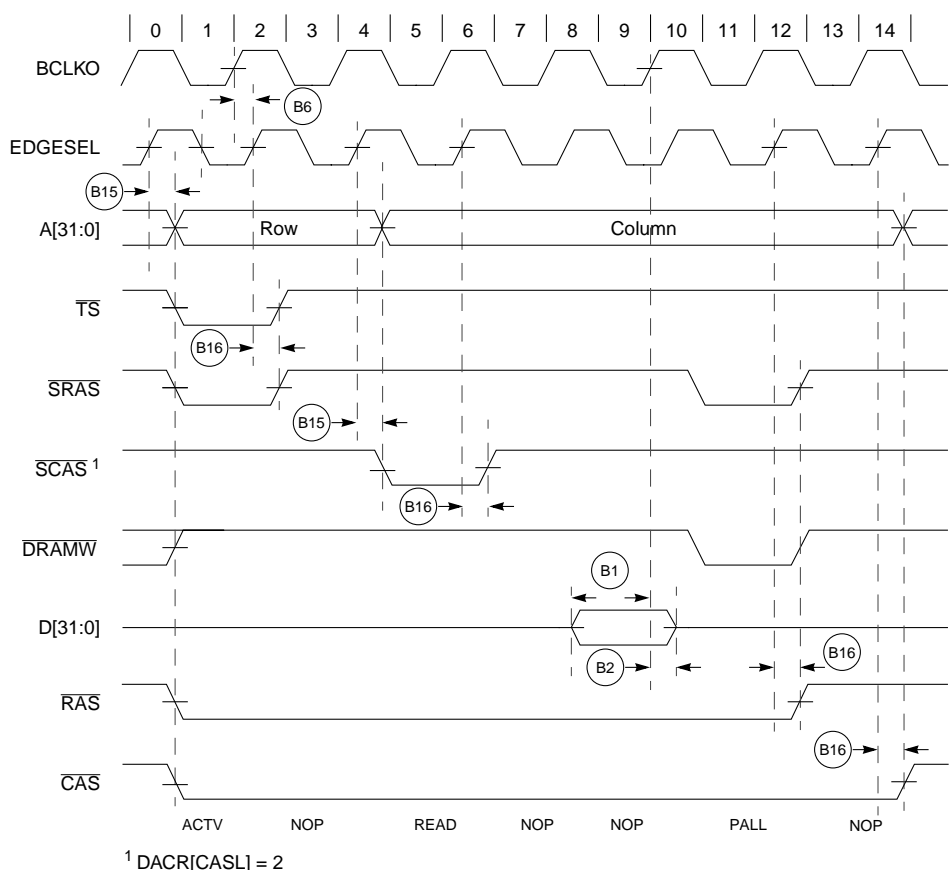 0 1 2 3 4 5 6 7 8 9 10 11 12 13 14
BCLKO
B6
EDGESEL
B15
A[31:0] Row Column
TS
B16
SRAS
B15
SCAS 1
B16
DRAMW
B1
D[31:0]
B2 B16
RAS
B16
CAS
ACTV NOP READ NOP NOP PALL NOP
1 DACR[CASL] = 2